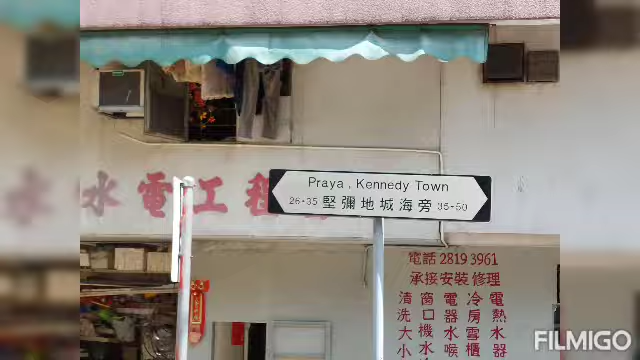 水電工程
Praya . Kennedy Town
26-35 堅彌地城海旁 35-50
電話 2819 3961
承接安裝修理
清窗電冷電
洗口器房熱
大機水雪水
小水喉櫃器
FILMIGO